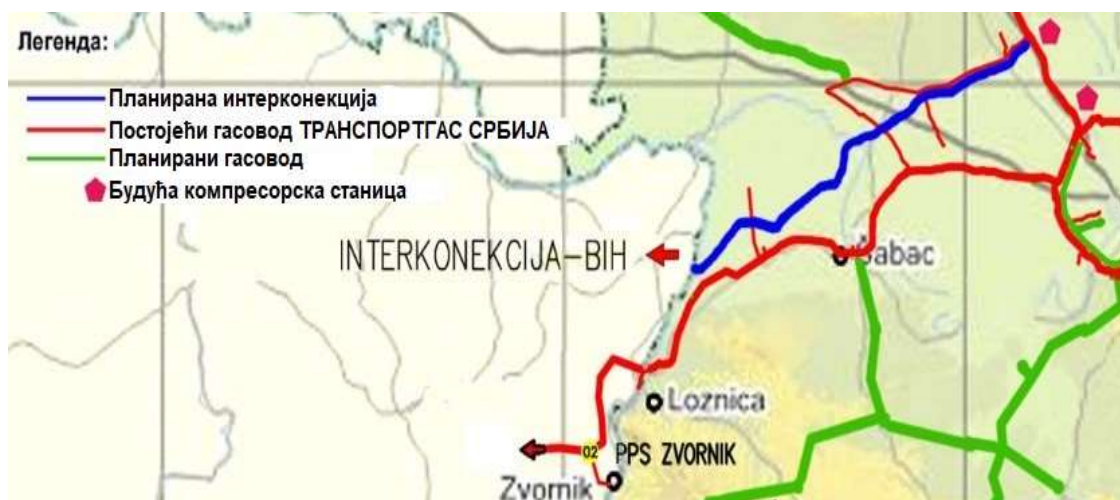 Легенда:
Планирана интерконекција
Постојећи гасовод ТРАНСПОРТГАС СРБИЈА
Планирани гасовод
Будућа компресорска станица
INTERKONEKCIJA-BIH
Šabac
Loznica
02
PPS ZVORNIK
Zvornik